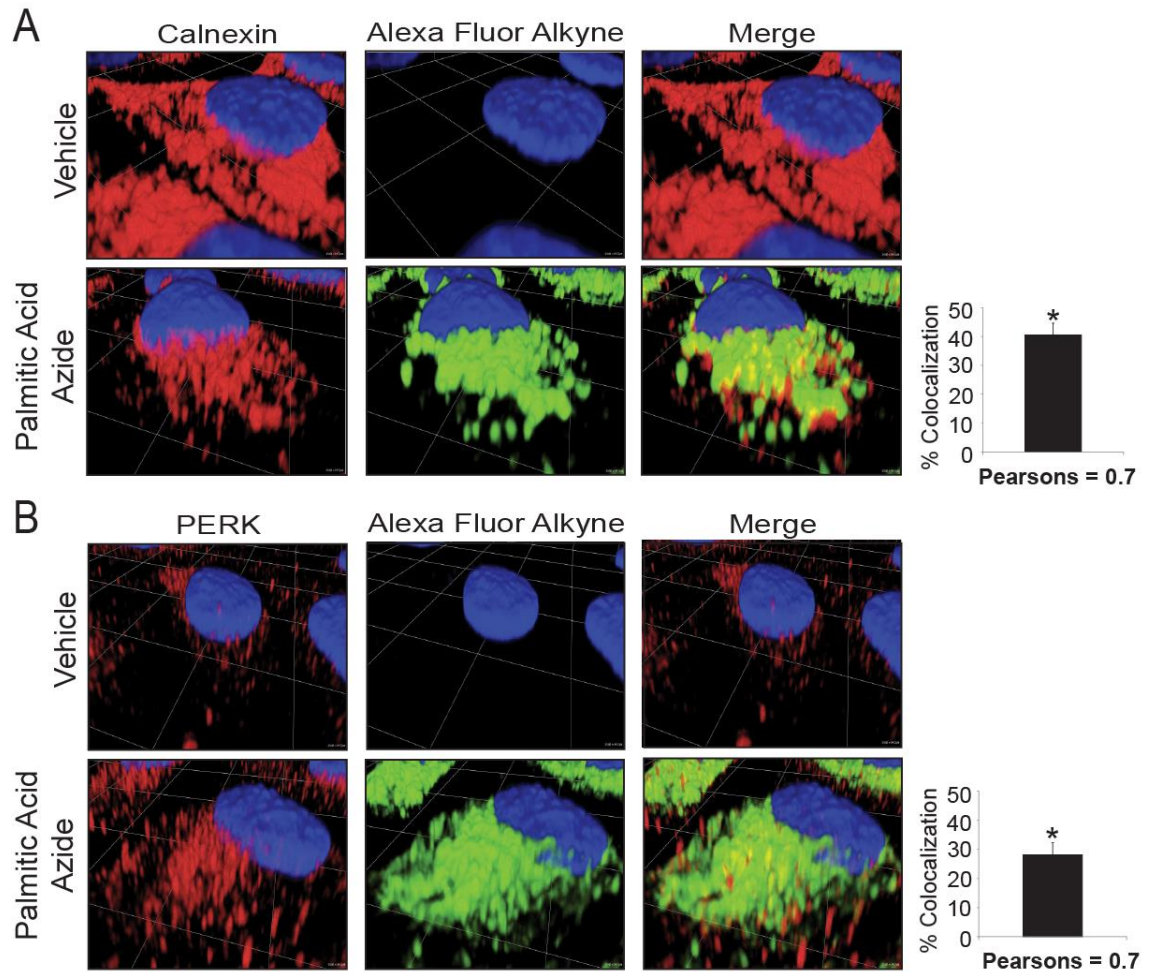 A
Calnexin
Alexa Fluor Alkyne
Merge
Vehicle
Palmitic Acid
Azide
% Colocalization
50
40
30
20
10
0
*
Pearsons = 0.7
B
PERK
Alexa Fluor Alkyne
Merge
Vehicle
Palmitic Acid
Azide
% Colocalization
50
40
30
20
10
0
*
Pearsons = 0.7